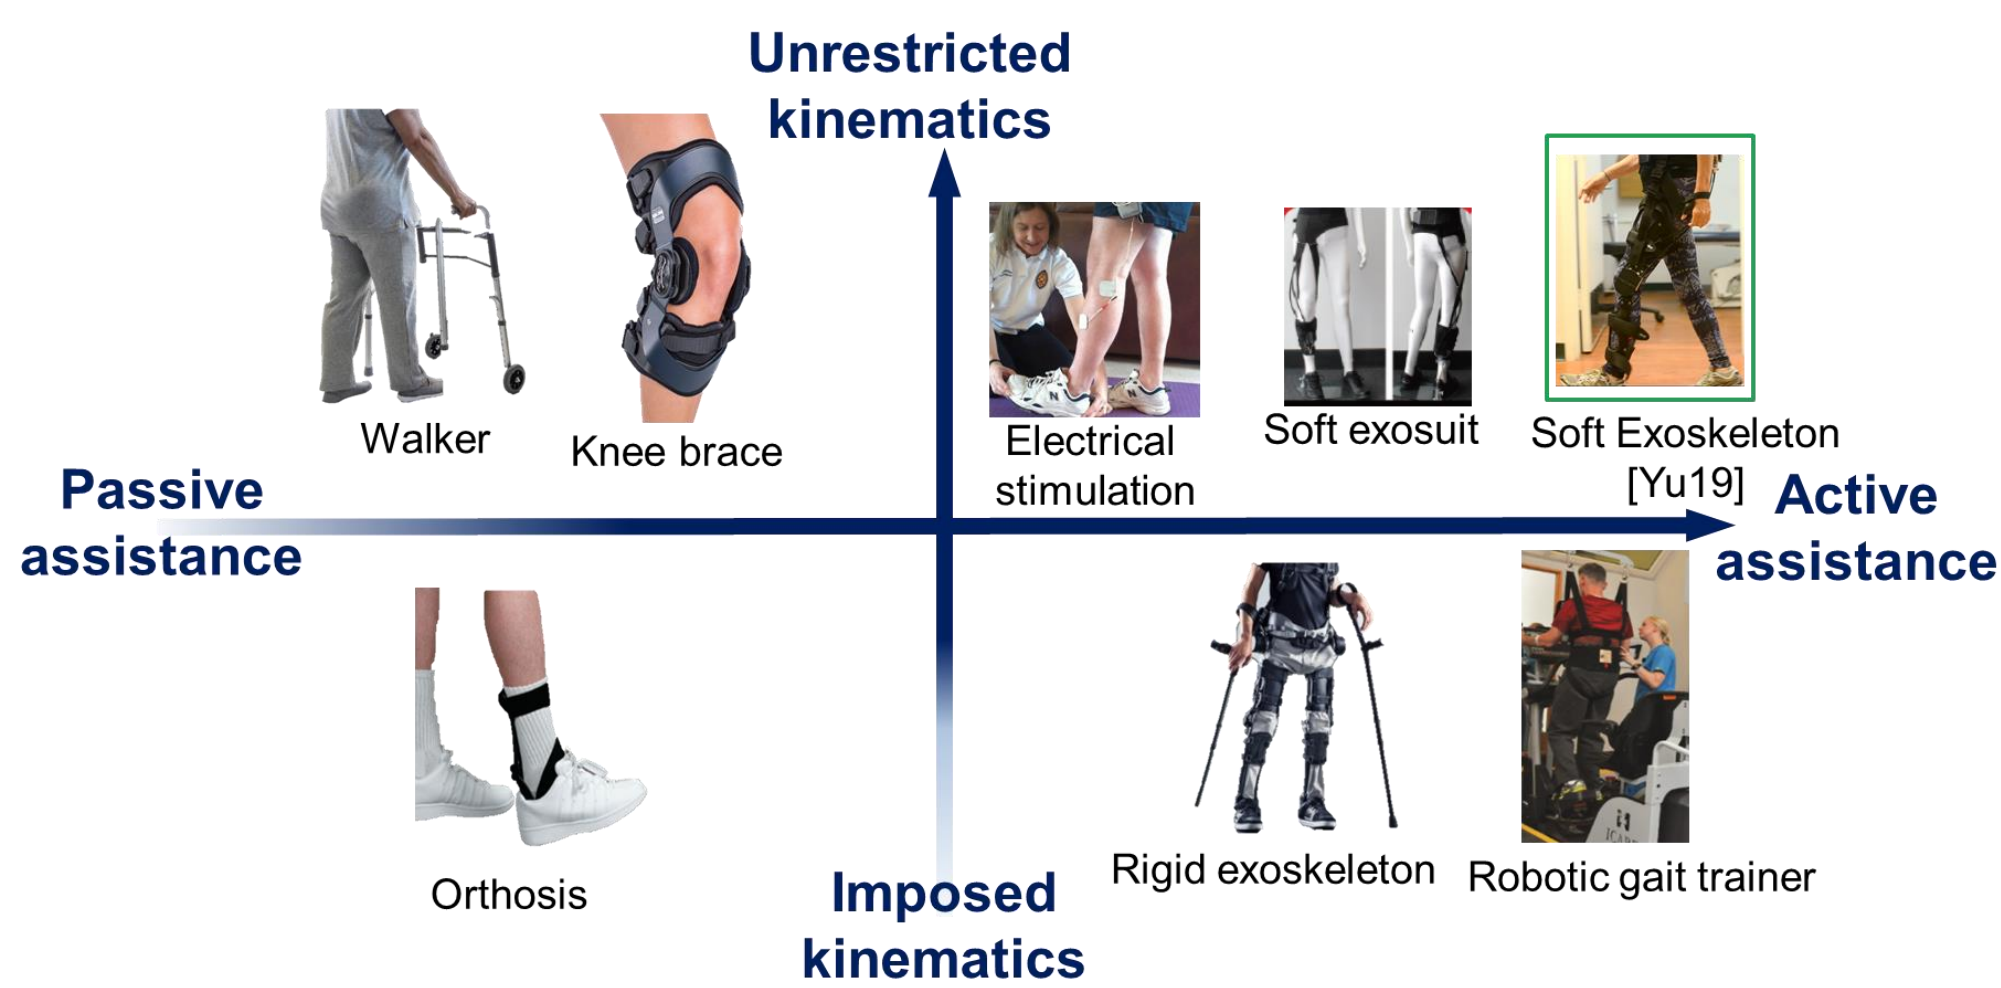 Unrestricted
kinematics
Walker
Knee brace
Electrical
stimulation
Soft exosuit
Soft Exoskeleton
[Yu19]
Passive
assistance
Active
assistance
Orthosis
Rigid exoskeleton
Robotic gait trainer
Imposed
kinematics